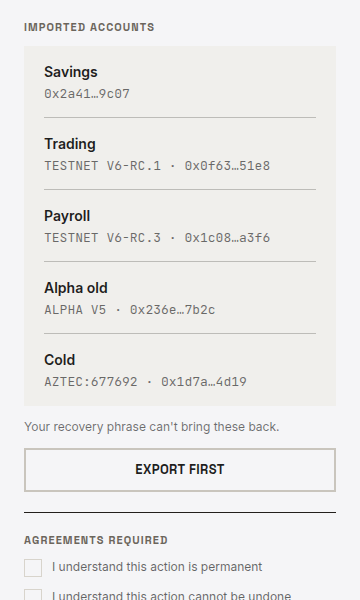 IMPORTED ACCOUNTS
Savings
0x2a41…9c07
Trading
TESTNET V6-RC.1 · 0x0f63…51e8
Payroll
TESTNET V6-RC.3 · 0x1c08…a3f6
Alpha old
ALPHA V5 · 0x236e…7b2c
Cold
AZTEC:677692 · 0x1d7a…4d19
Your recovery phrase can't bring these back.
EXPORT FIRST
AGREEMENTS REQUIRED
I understand this action is permanent
I understand this action cannot be undone